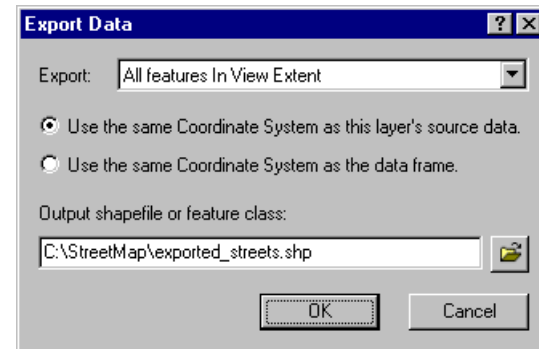 Export Data
Export: All features In View Extent
Use the same Coordinate System as this layer's source data.
Use the same Coordinate System as the data frame.
Output shapefile or feature class:
C:\StreetMap\exported_streets.shp
OK Cancel